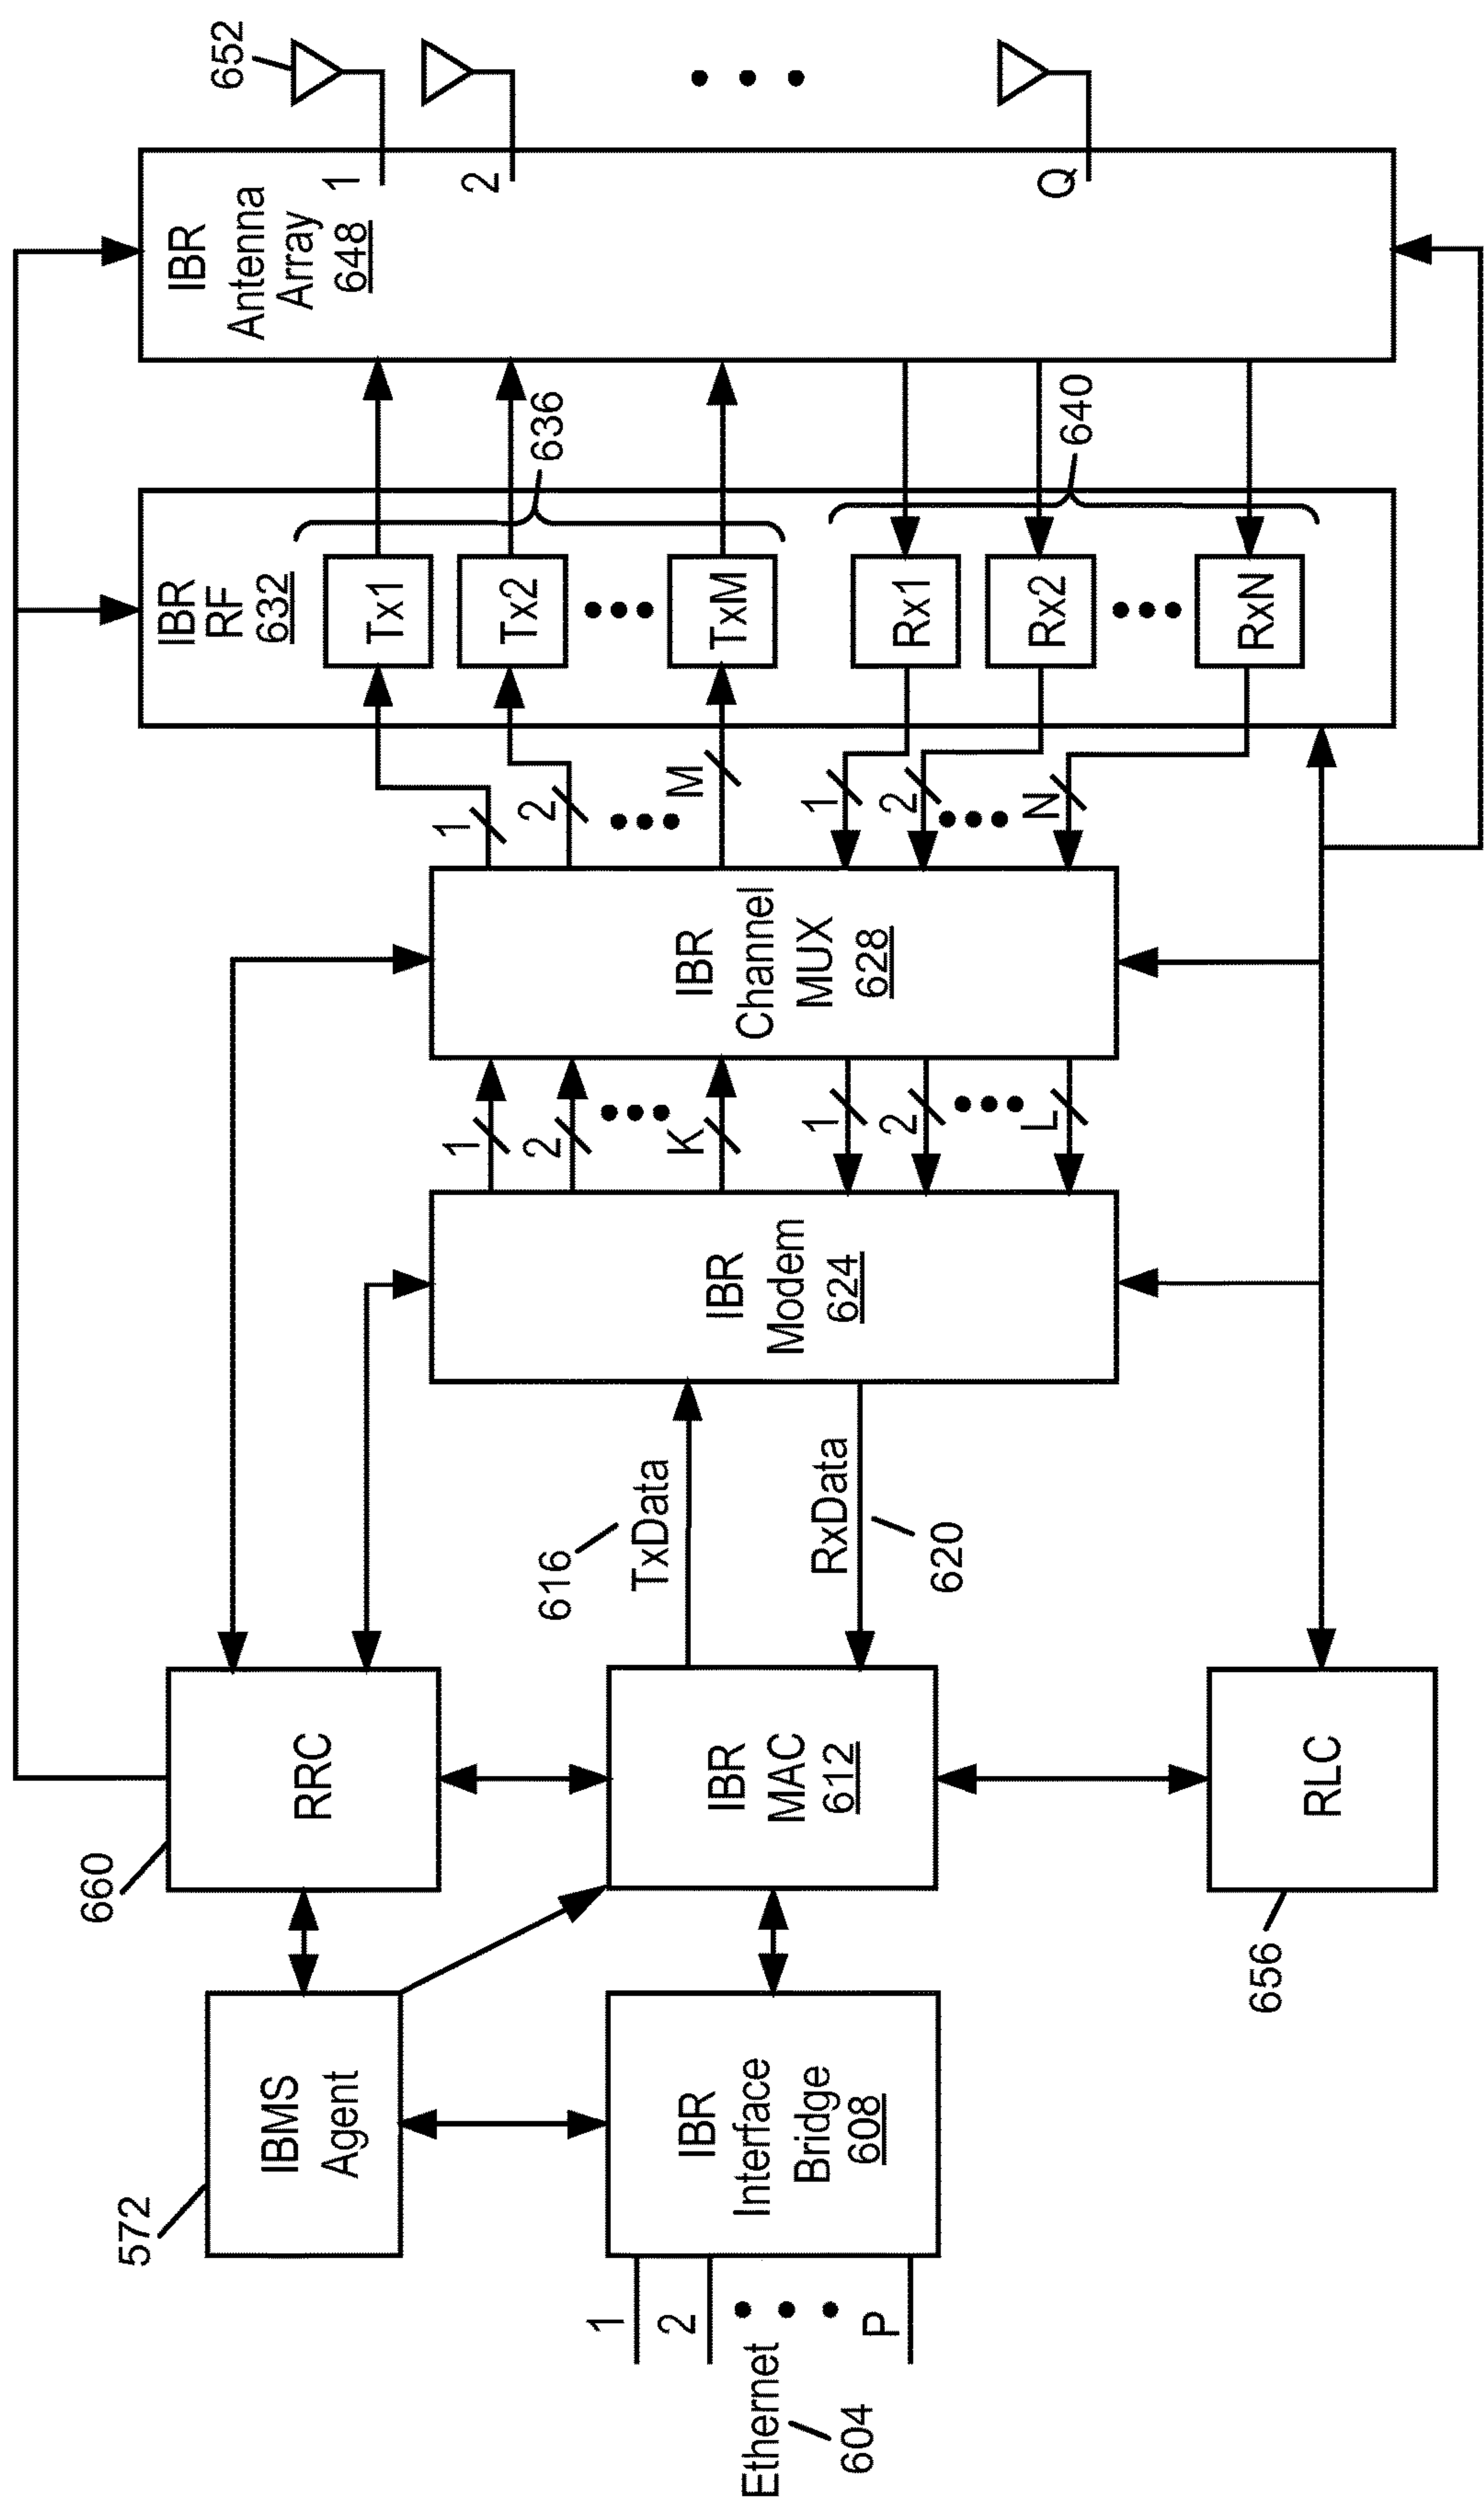 572
IBMS
Agent
660
RRC
Ethernet
604
1
2
P
IBR
Interface
Bridge
608
IBR
MAC
612
656
RLC
616
TxData
RxData
620
IBR
Modem
624
1
2
K
1
2
L
IBR
Channel
MUX
628
1
2
M
1
2
N
IBR
RF
632
Tx1
Tx2
TxM
Rx1
Rx2
RxN
636
640
IBR
Antenna
Array
648
1
2
Q
652